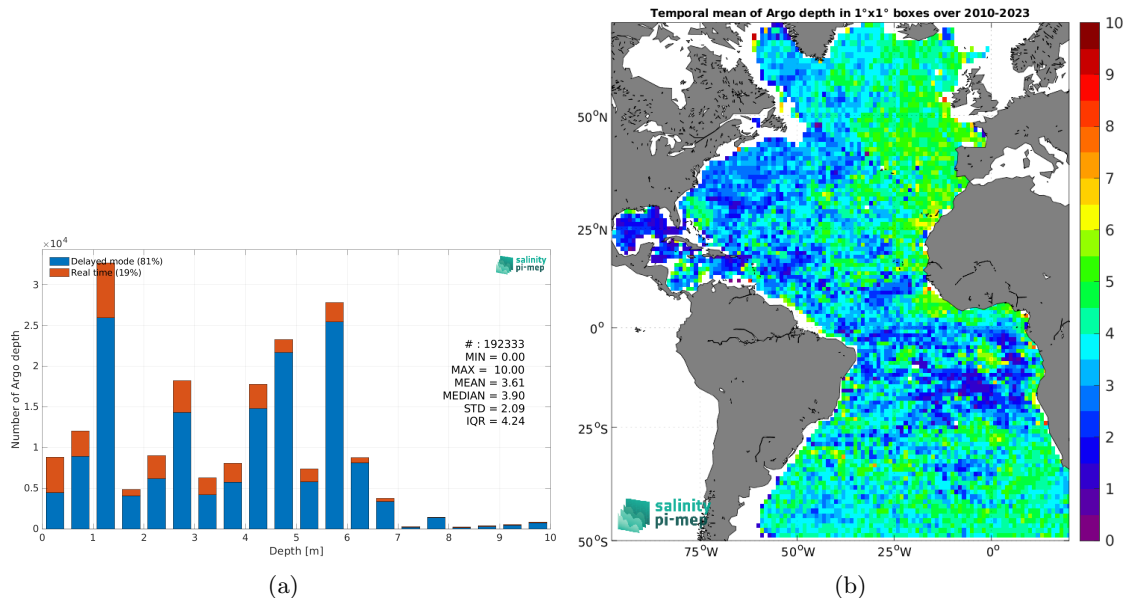 ×10⁴
Delayed mode (81%)
Real time (19%)
salinity
pi-mep
3
2.5
2
1.5
1
0.5
0
Number of Argo depth
# : 192333
MIN = 0.00
MAX = 10.00
MEAN = 3.61
MEDIAN = 3.90
STD = 2.09
IQR = 4.24
0 1 2 3 4 5 6 7 8 9 10
Depth [m]
(a)
Temporal mean of Argo depth in 1°x1° boxes over 2010-2023
50°N
25°N
0°
25°S
50°S
75°W 50°W 25°W 0°
salinity
pi-mep
10
9
8
7
6
5
4
3
2
1
0
(b)